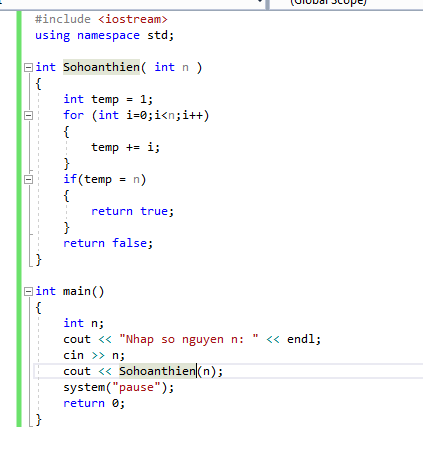 (Global Scope)
#include <iostream>
using namespace std;
int Sohoanthien( int n )
{
int temp = 1;
for (int i=0;i<n;i++)
{
temp += i;
}
if(temp = n)
{
return true;
}
return false;
}
int main()
{
int n;
cout << "Nhap so nguyen n: " << endl;
cin >> n;
cout << Sohoanthien(n);
system("pause");
return 0;
}